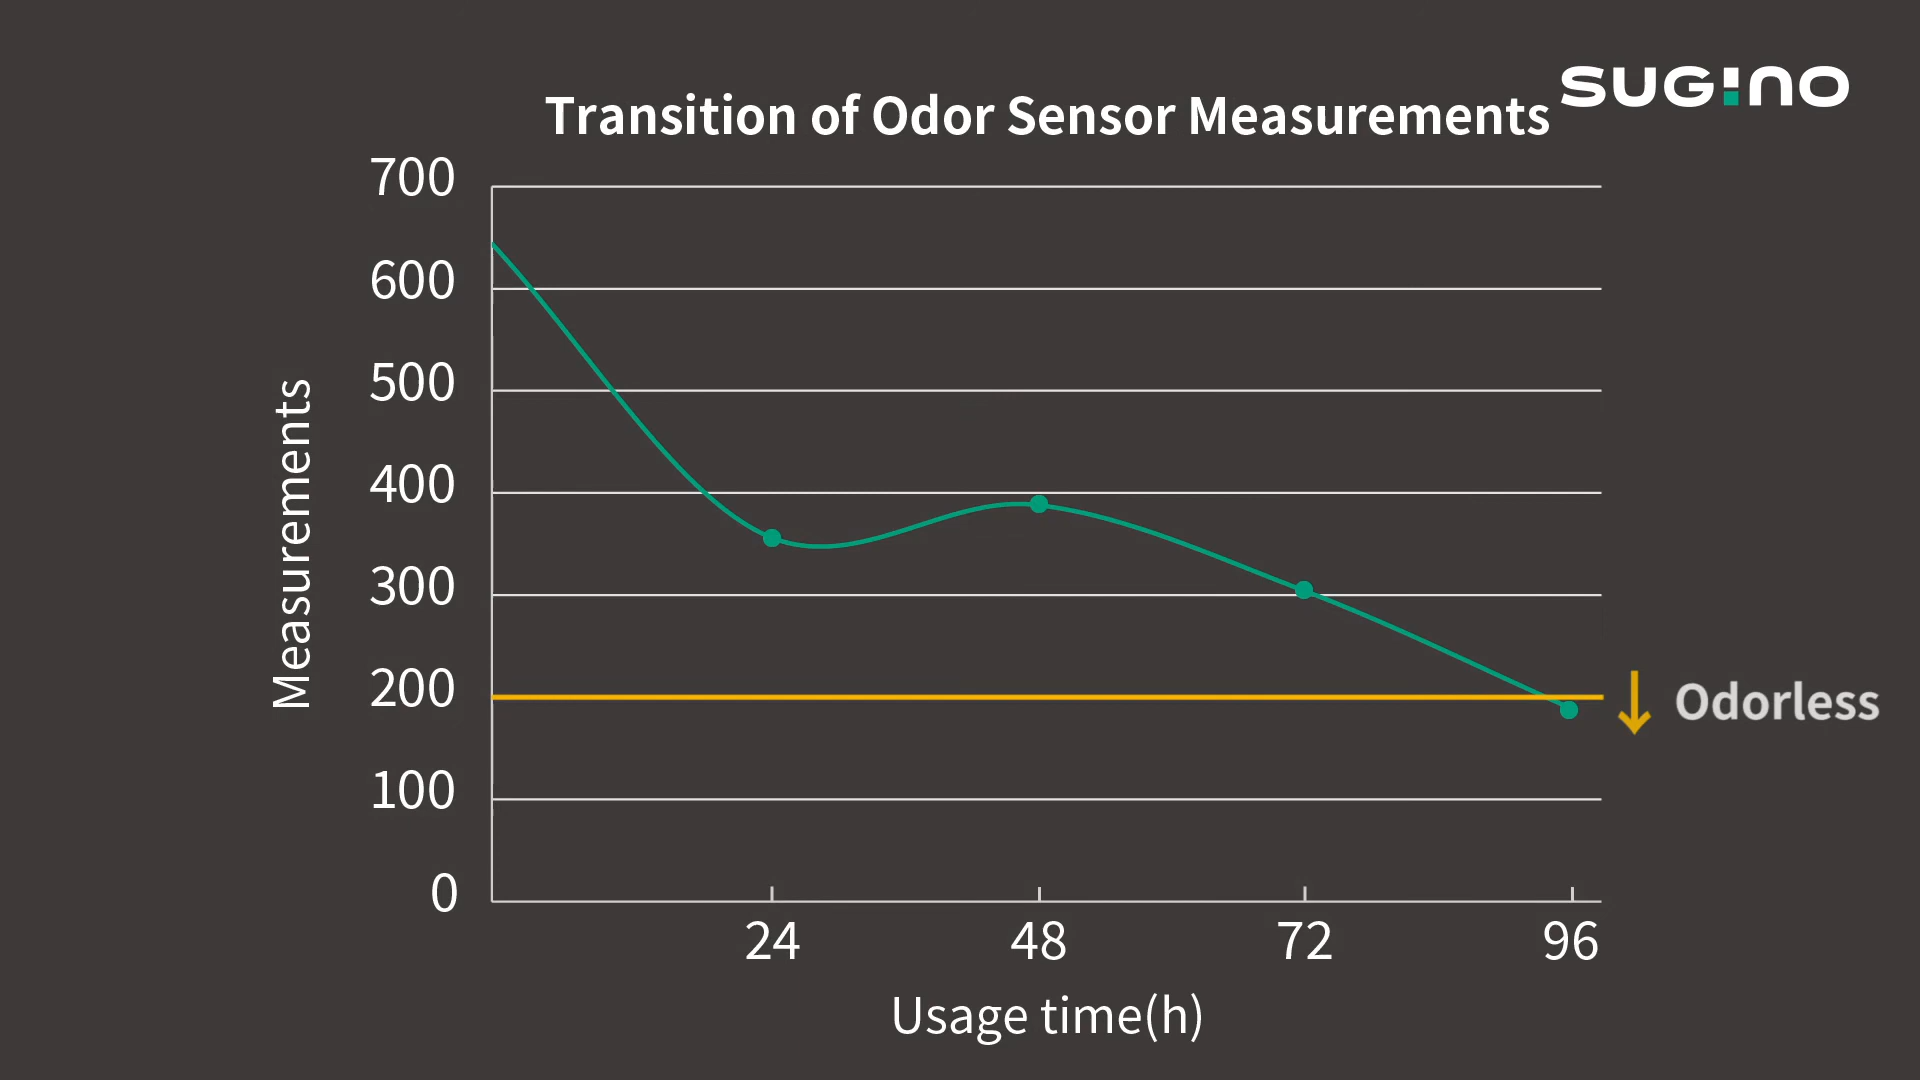 SUGINO
Transition of Odor Sensor Measurements
700
600
500
400
300
200
100
0
Measurements
Odorless
24 48 72 96
Usage time(h)